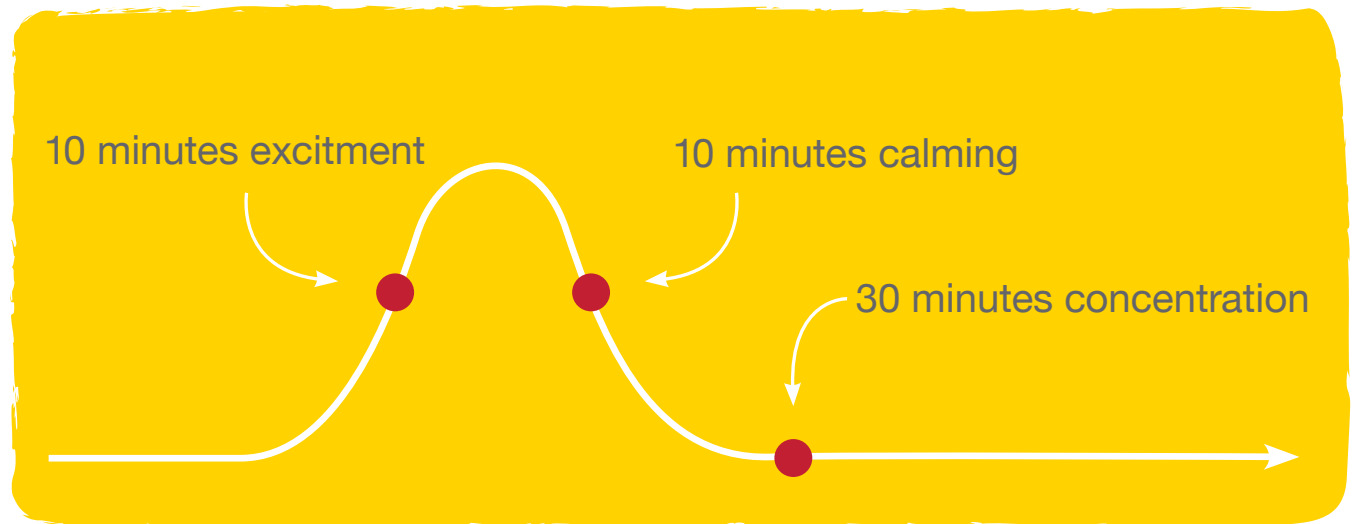 10 minutes excitment
10 minutes calming
30 minutes concentration